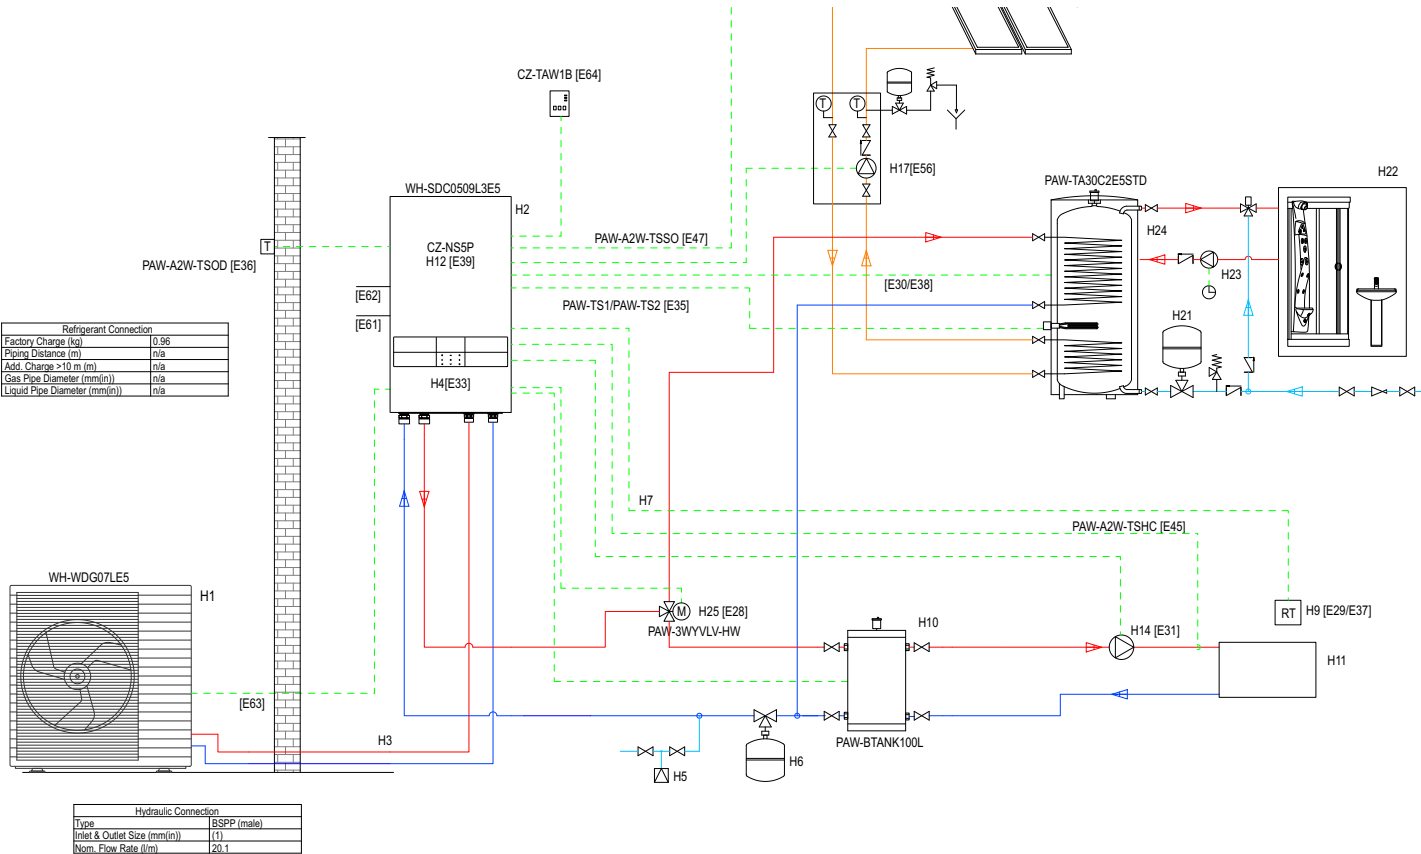 CZ-TAW1B [E64]
T
T
H17[E56]
WH-SDC0509L3E5
H2
CZ-NS5P
H12 [E39]
PAW-A2W-TSSO [E47]
PAW-TA30C2E5STD
H22
H24
H23
T
PAW-A2W-TSOD [E36]
[E62]
[E61]
[E30/E38]
PAW-TS1/PAW-TS2 [E35]
H21
Refrigerant Connection
Factory Charge (kg) 0.96
Piping Distance (m) n/a
Add. Charge >10 m (m) n/a
Gas Pipe Diameter (mm(in)) n/a
Liquid Pipe Diameter (mm(in)) n/a
H4[E33]
H7
PAW-A2W-TSHC [E45]
WH-WDG07LE5
H1
M
H25 [E28]
PAW-3WYVLV-HW
H10
H14 [E31]
RT
H9 [E29/E37]
H11
[E63]
H3
PAW-BTANK100L
H6
H5
Hydraulic Connection
Type BSPP (male)
Inlet & Outlet Size (mm(in)) (1)
Nom. Flow Rate (l/m) 20.1